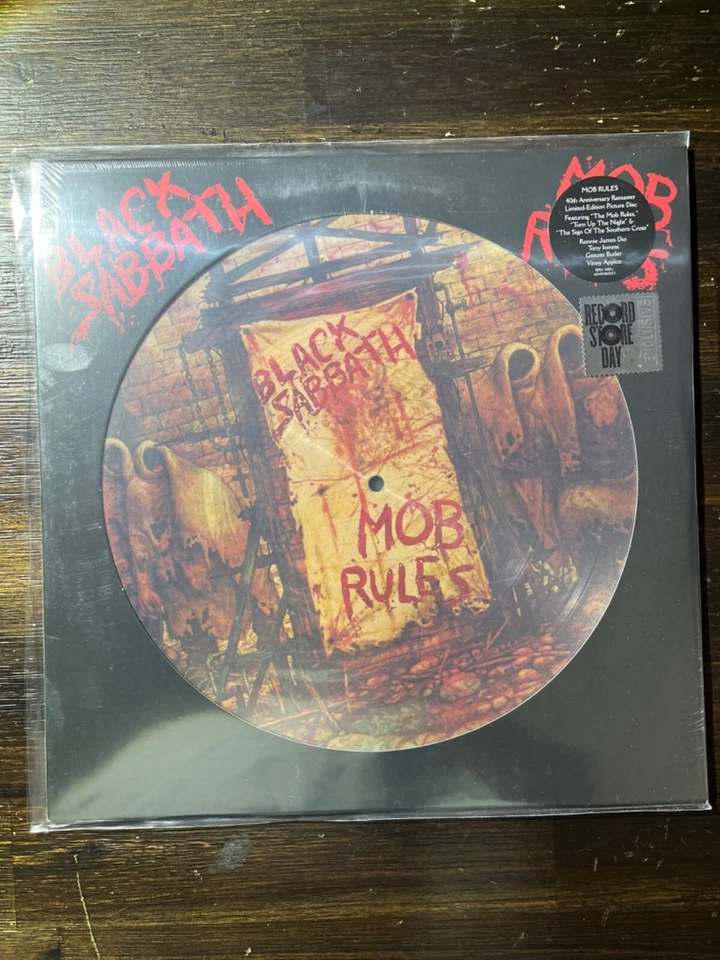 BLACK
SABBATH
MOB
RULES
MOB RULES
40th Anniversary Remaster
Limited-Edition Picture Disc
Featuring "The Mob Rules,"
"Turn Up The Night" &
"The Sign Of The Southern Cross"
Ronnie James Dio
Tony Iommi
Geezer Butler
Vinny Appice
RECORD
STORE
DAY
BLACK
SABBATH
MOB
RULES